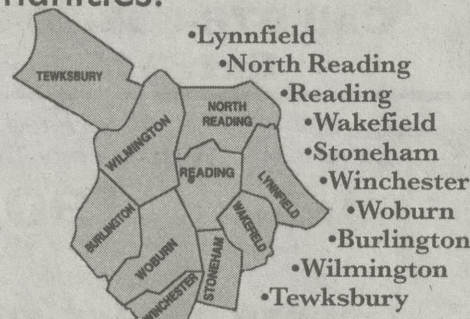 •Lynnfield
•North Reading
•Reading
•Wakefield
•Stoneham
•Winchester
•Woburn
•Burlington
•Wilmington
•Tewksbury
TEWKSBURY
WILMINGTON
NORTH
READING
READING
LYNNFIELD
BURLINGTON
WOBURN
WAKEFIELD
STONEHAM
WINCHESTER